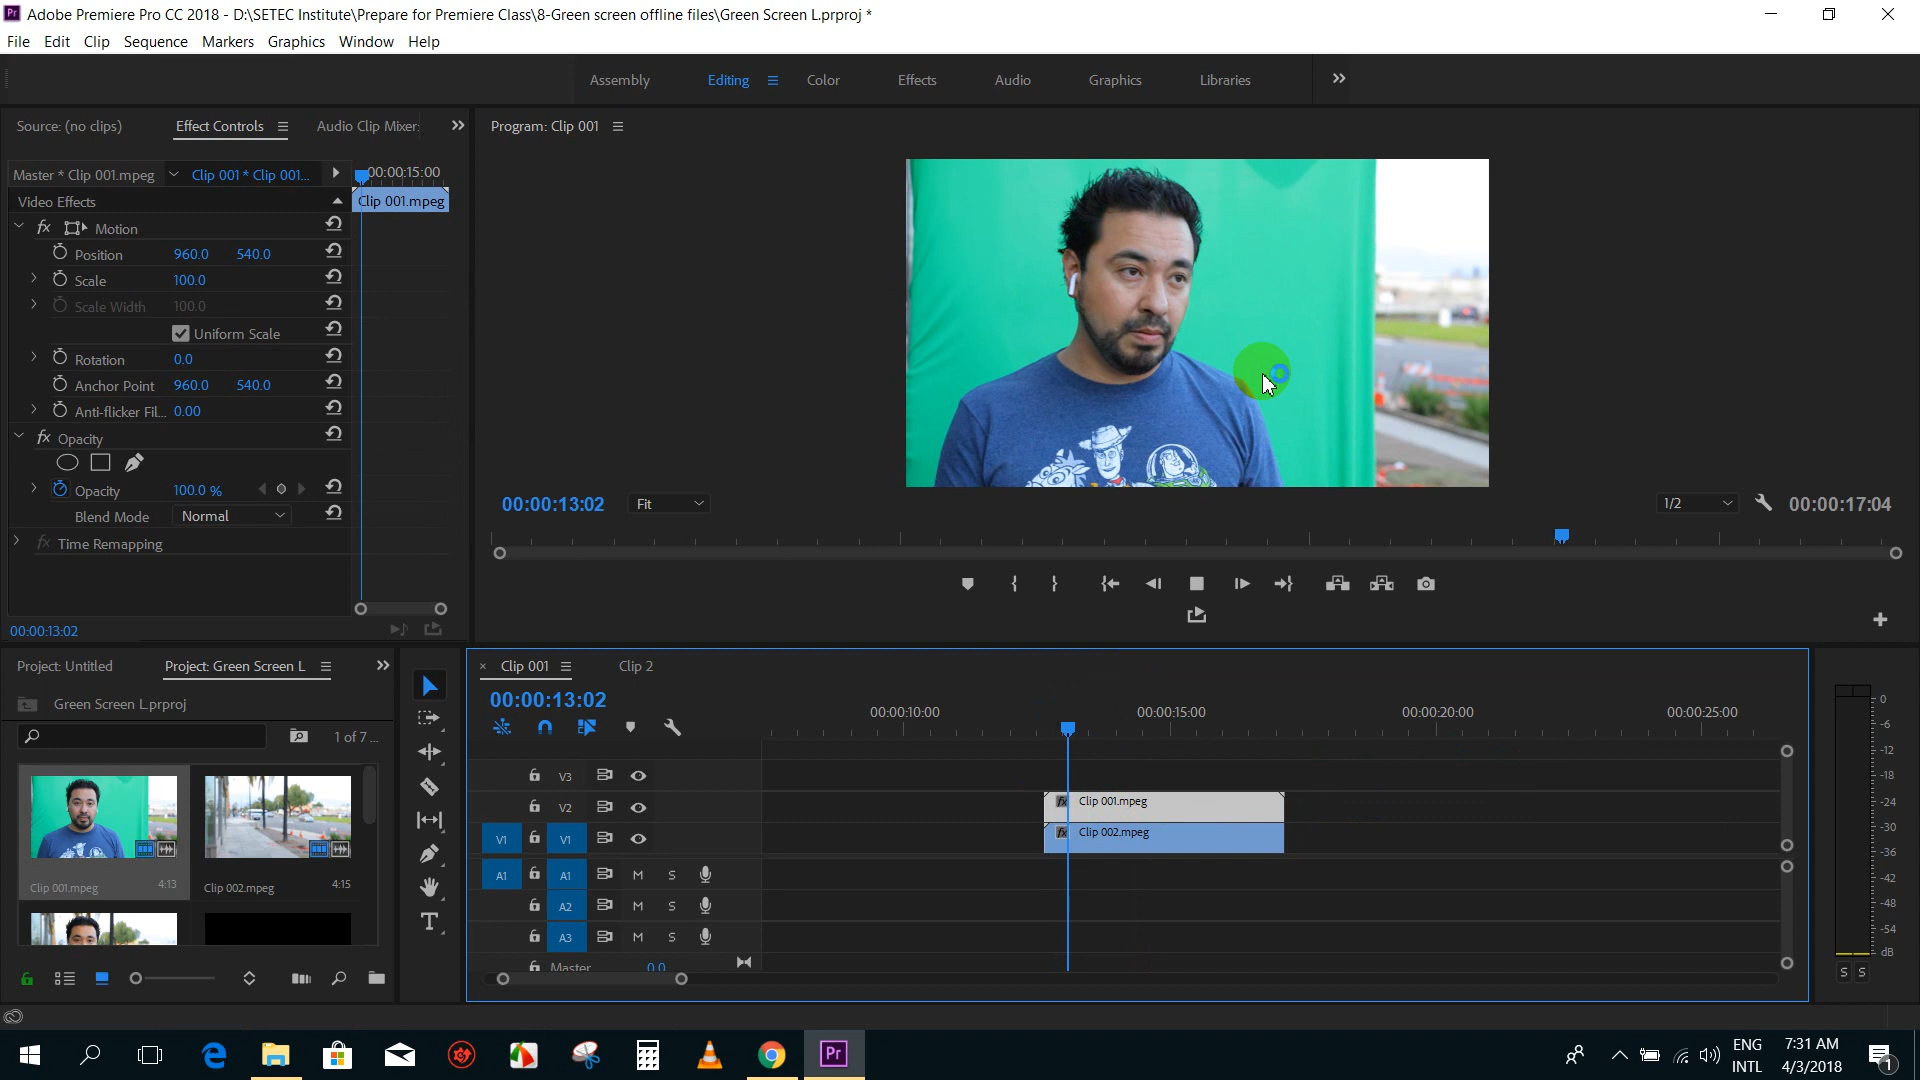 Pr Adobe Premiere Pro CC 2018 - D:\SETEC Institute\Prepare for Premiere Class\8-Green screen offline files\Green Screen L.prproj *
File Edit Clip Sequence Markers Graphics Window Help
Assembly Editing Color Effects Audio Graphics Libraries
Source: (no clips) Effect Controls Audio Clip Mixer: Program: Clip 001
Master * Clip 001.mpeg Clip 001 * Clip 001... 00:00:15:00
Video Effects Clip 001.mpeg
fx Motion
Position 960.0 540.0
Scale 100.0
Scale Width 100.0
Uniform Scale
Rotation 0.0
Anchor Point 960.0 540.0
Anti-flicker Fil... 0.00
fx Opacity
Opacity 100.0 %
Blend Mode Normal
fx Time Remapping
00:00:13:02
00:00:13:02 Fit 1/2 00:00:17:04
Project: Untitled Project: Green Screen L
Green Screen L.prproj
1 of 7 ...
Clip 001.mpeg 4:13 Clip 002.mpeg 4:15
Clip 001 Clip 2
00:00:13:02
00:00:10:00 00:00:15:00 00:00:20:00 00:00:25:00
V3
V2 fx Clip 001.mpeg
V1 V1 fx Clip 002.mpeg
A1 A1 M S
A2 M S
A3 M S
Master 0.0
0
-6
-12
-18
-24
-30
-36
-42
-48
-54
dB
S S
Pr
ENG
INTL
7:31 AM
4/3/2018
1